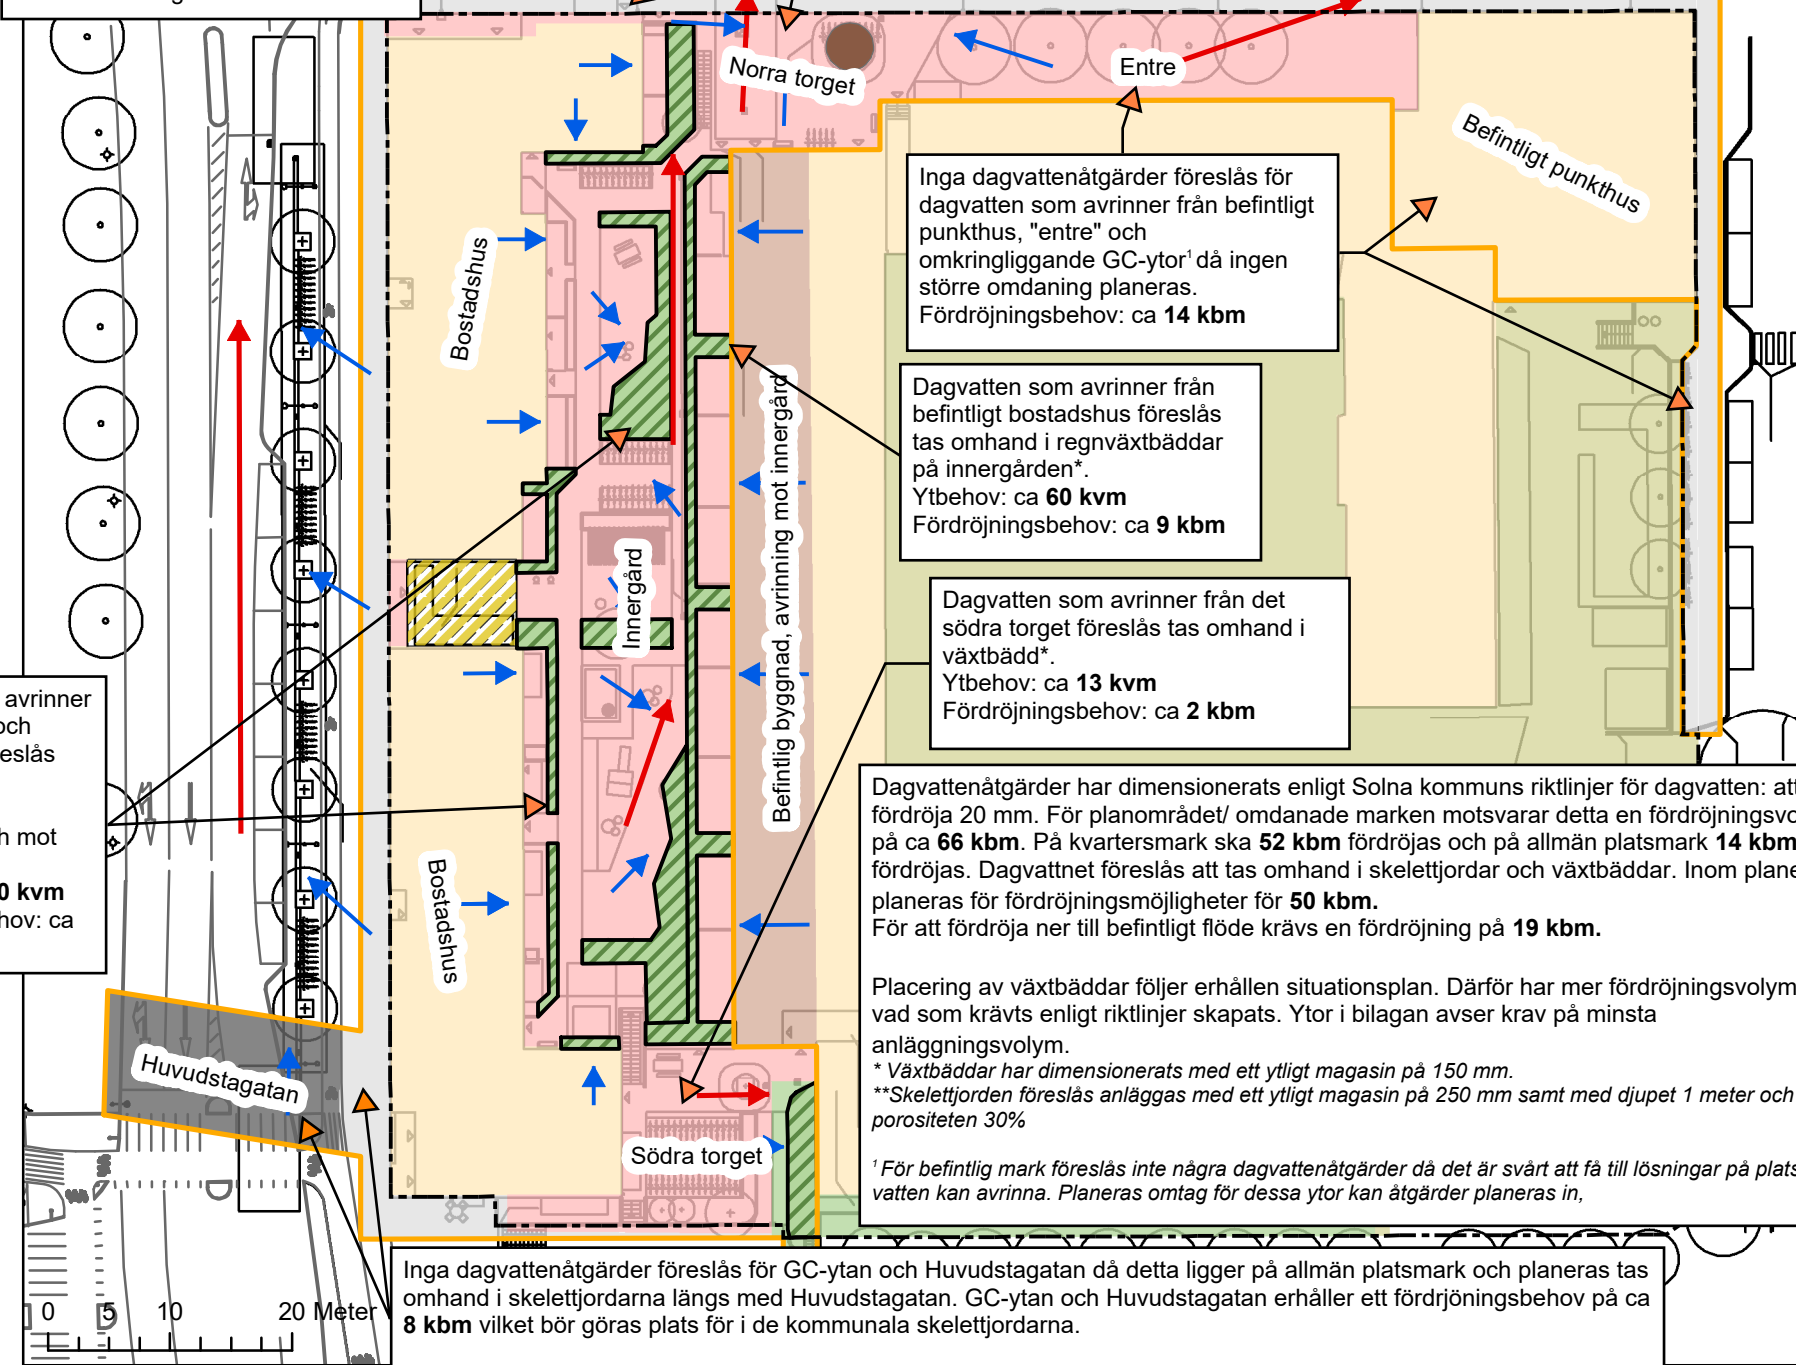 Norra torget
Entre
Befintligt punkthus
Inga dagvattenåtgärder föreslås för
dagvatten som avrinner från befintligt
punkthus, "entre" och
omkringliggande GC-ytor¹ då ingen
större omdaning planeras.
Fördröjningsbehov: ca 14 kbm
Bostadshus
Dagvatten som avrinner från
befintligt bostadshus föreslås
tas omhand i regnväxtbäddar
på innergården*.
Ytbehov: ca 60 kvm
Fördröjningsbehov: ca 9 kbm
Befintlig byggnad, avrinning mot innergård
Innergård
Dagvatten som avrinner från det
södra torget föreslås tas omhand i
växtbädd*.
Ytbehov: ca 13 kvm
Fördröjningsbehov: ca 2 kbm
avrinner
och
eslås
mot
0 kvm
hov: ca
Bostadshus
Dagvattenåtgärder har dimensionerats enligt Solna kommuns riktlinjer för dagvatten: att
fördröja 20 mm. För planområdet/ omdanade marken motsvarar detta en fördröjningsvo
på ca 66 kbm. På kvartersmark ska 52 kbm fördröjas och på allmän platsmark 14 kbm
fördröjas. Dagvattnet föreslås att tas omhand i skelettjordar och växtbäddar. Inom plane
planeras för fördröjningsmöjligheter för 50 kbm.
För att fördröja ner till befintligt flöde krävs en fördröjning på 19 kbm.
Placering av växtbäddar följer erhållen situationsplan. Därför har mer fördröjningsvolym
vad som krävts enligt riktlinjer skapats. Ytor i bilagan avser krav på minsta
anläggningsvolym.
* Växtbäddar har dimensionerats med ett ytligt magasin på 150 mm.
**Skelettjorden föreslås anläggas med ett ytligt magasin på 250 mm samt med djupet 1 meter och
porositeten 30%
¹ För befintlig mark föreslås inte några dagvattenåtgärder då det är svårt att få till lösningar på plats
vatten kan avrinna. Planeras omtag för dessa ytor kan åtgärder planeras in,
Huvudstagatan
Södra torget
Inga dagvattenåtgärder föreslås för GC-ytan och Huvudstagatan då detta ligger på allmän platsmark och planeras tas
omhand i skelettjordarna längs med Huvudstagatan. GC-ytan och Huvudstagatan erhåller ett fördrjöningsbehov på ca
8 kbm vilket bör göras plats för i de kommunala skelettjordarna.
0 5 10 20 Meter